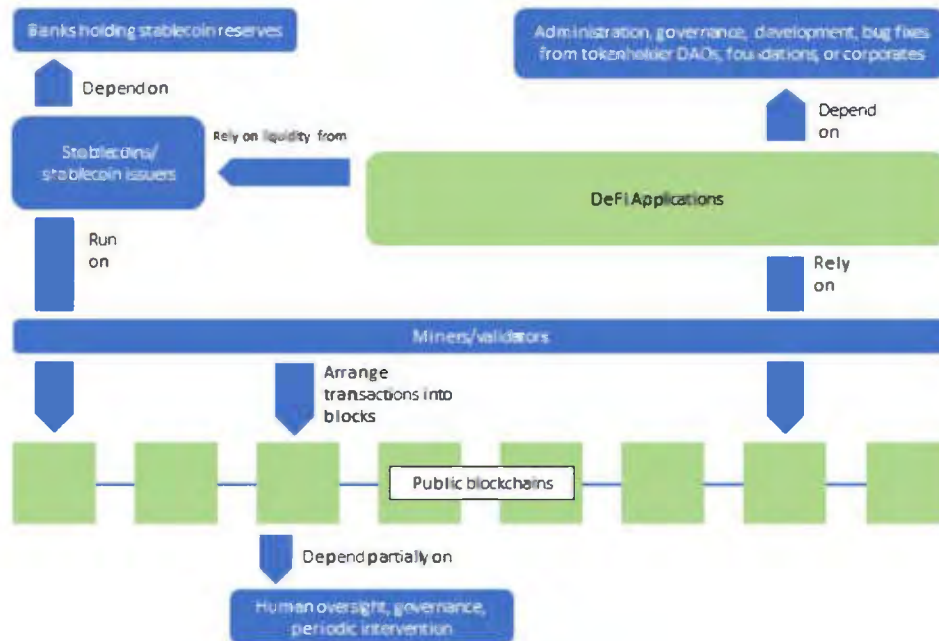 Banks holding stablecoin reserves
Administration, governance, development, bug fixes
from tokenholder DAOs, foundations, or corporates
Depend on
Depend
on
Rely on liquidity from
Stablecoins/
stablecoin issuers
DeFi Applications
Run
on
Rely
on
Miners/validators
Arrange
transactions into
blocks
Public blockchains
Depend partially on
Human oversight, governance,
periodic intervention